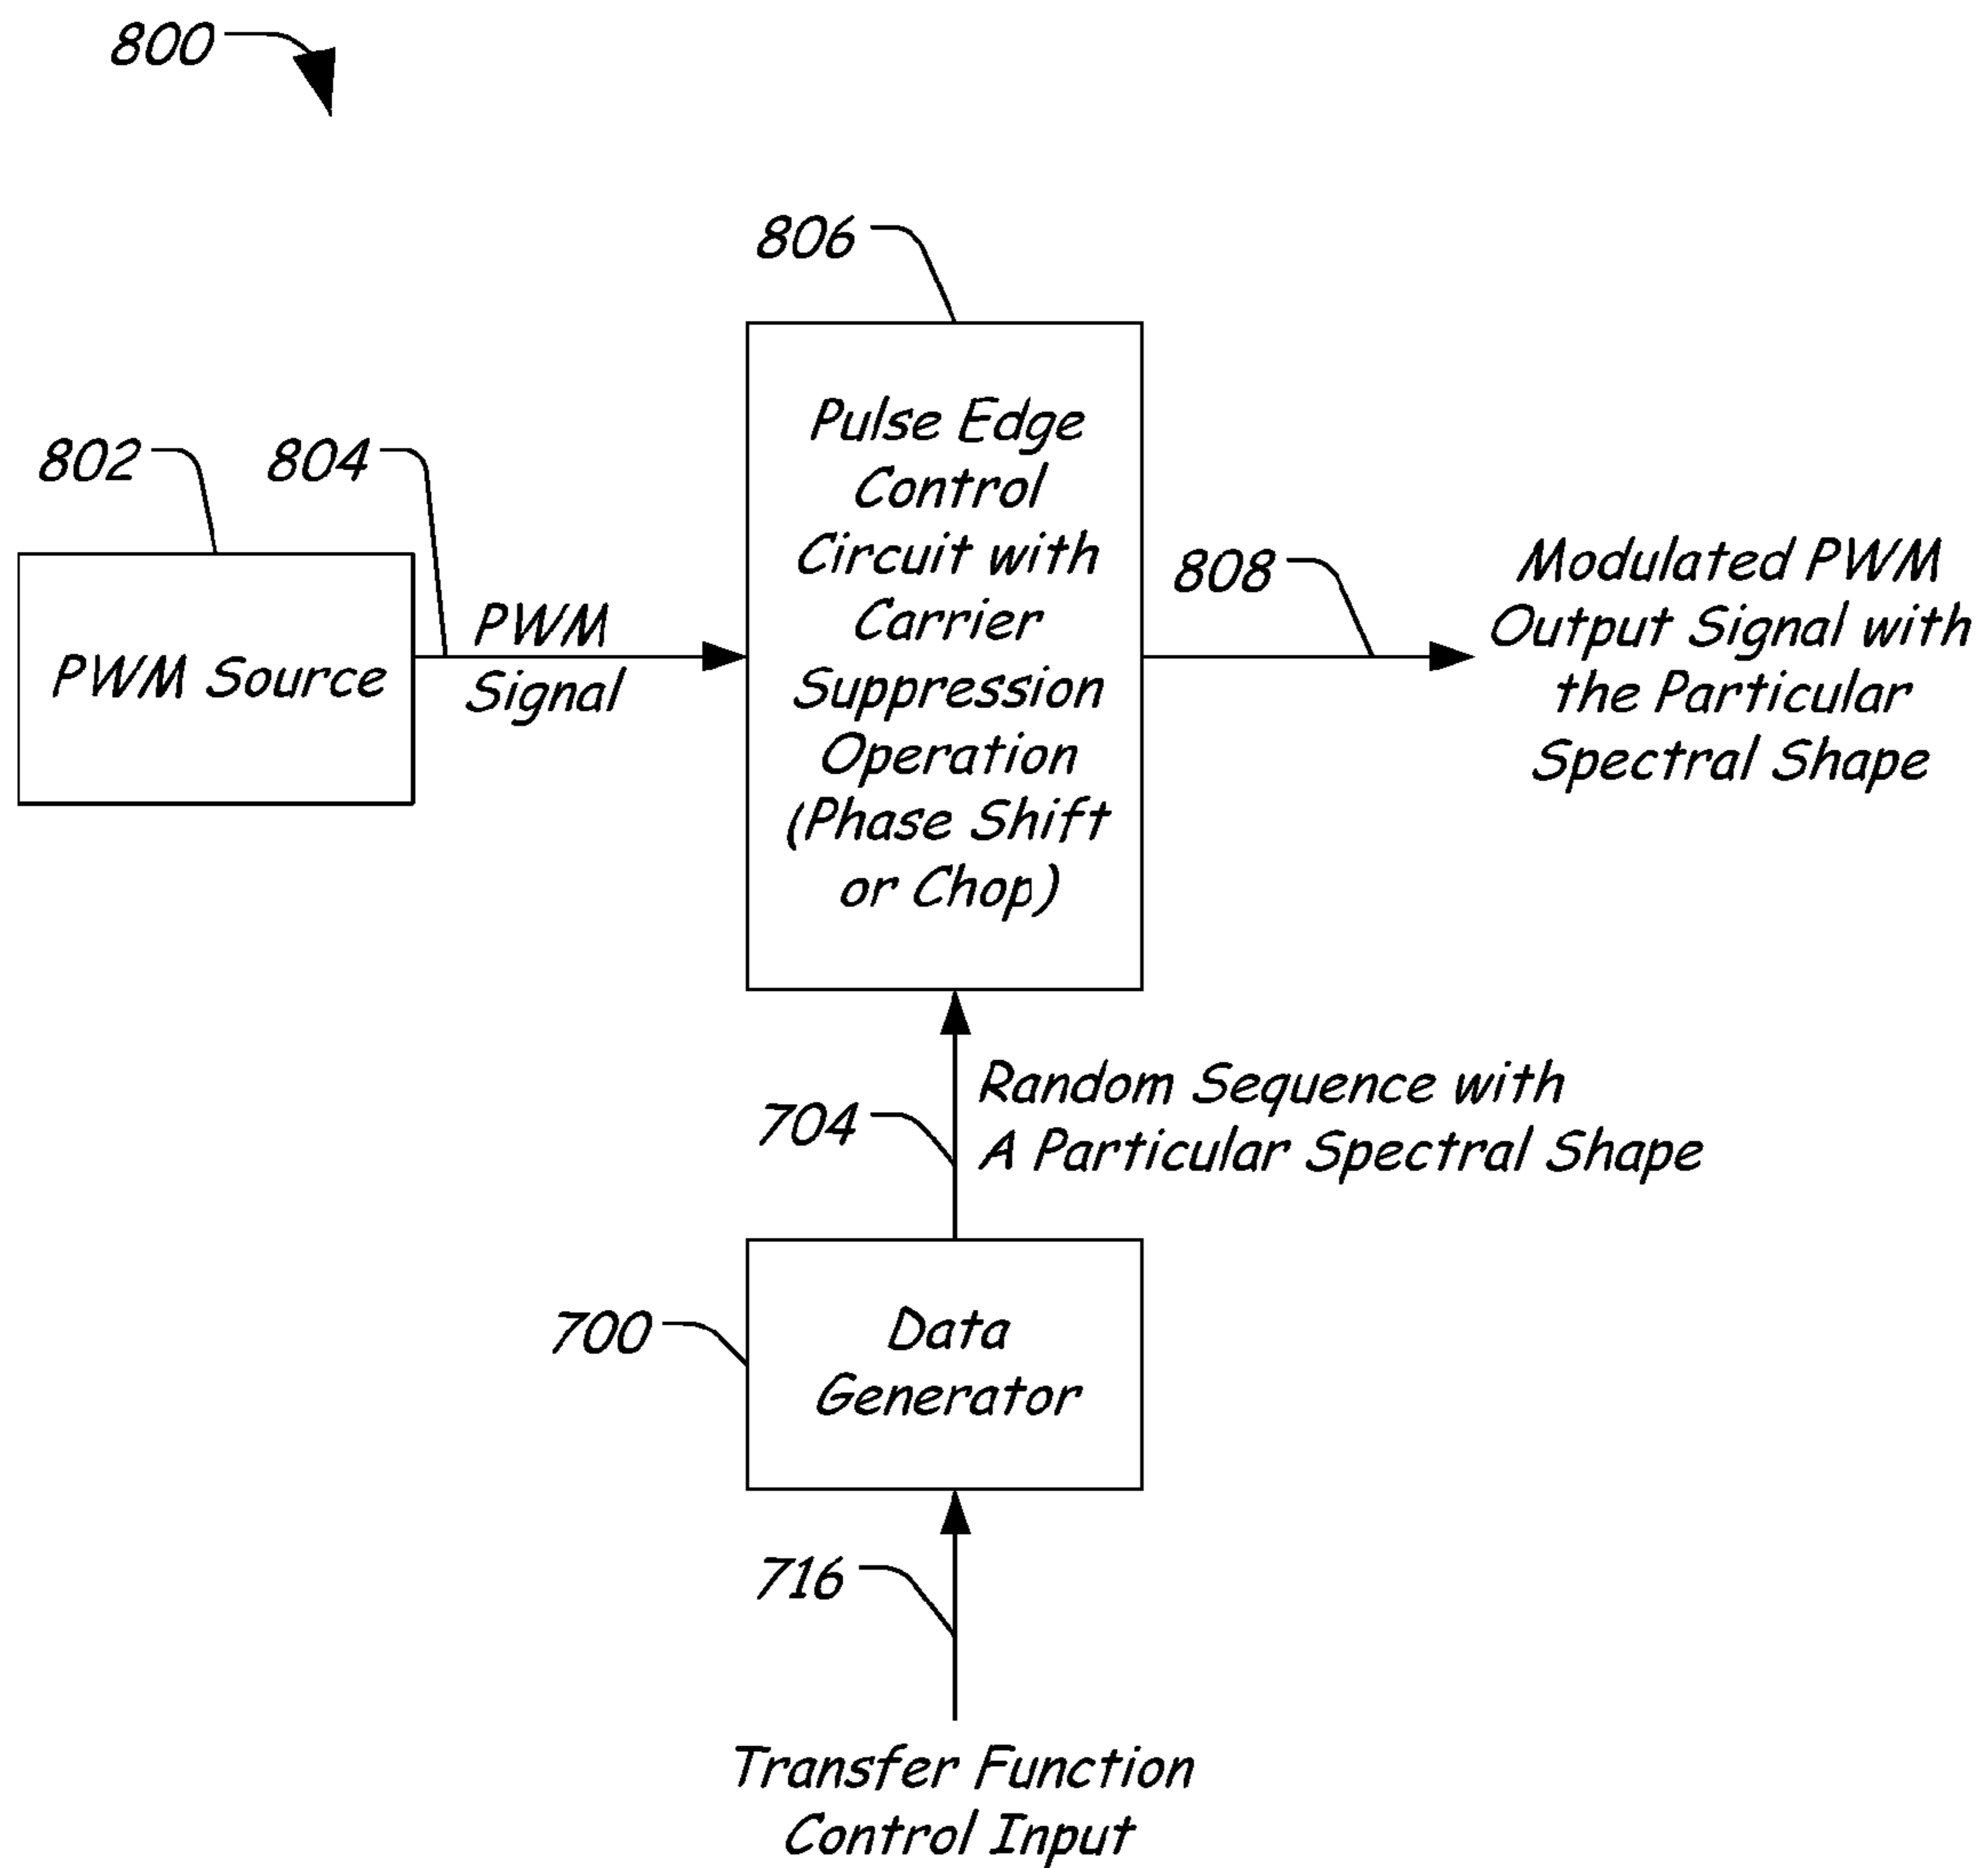 800
806
Pulse Edge
Control
Circuit with
Carrier
Suppression
Operation
(Phase Shift
or Chop)
802
804
PWM Source
PWM
Signal
808
Modulated PWM
Output Signal with
the Particular
Spectral Shape
704
Random Sequence with
A Particular Spectral Shape
700
Data
Generator
716
Transfer Function
Control Input